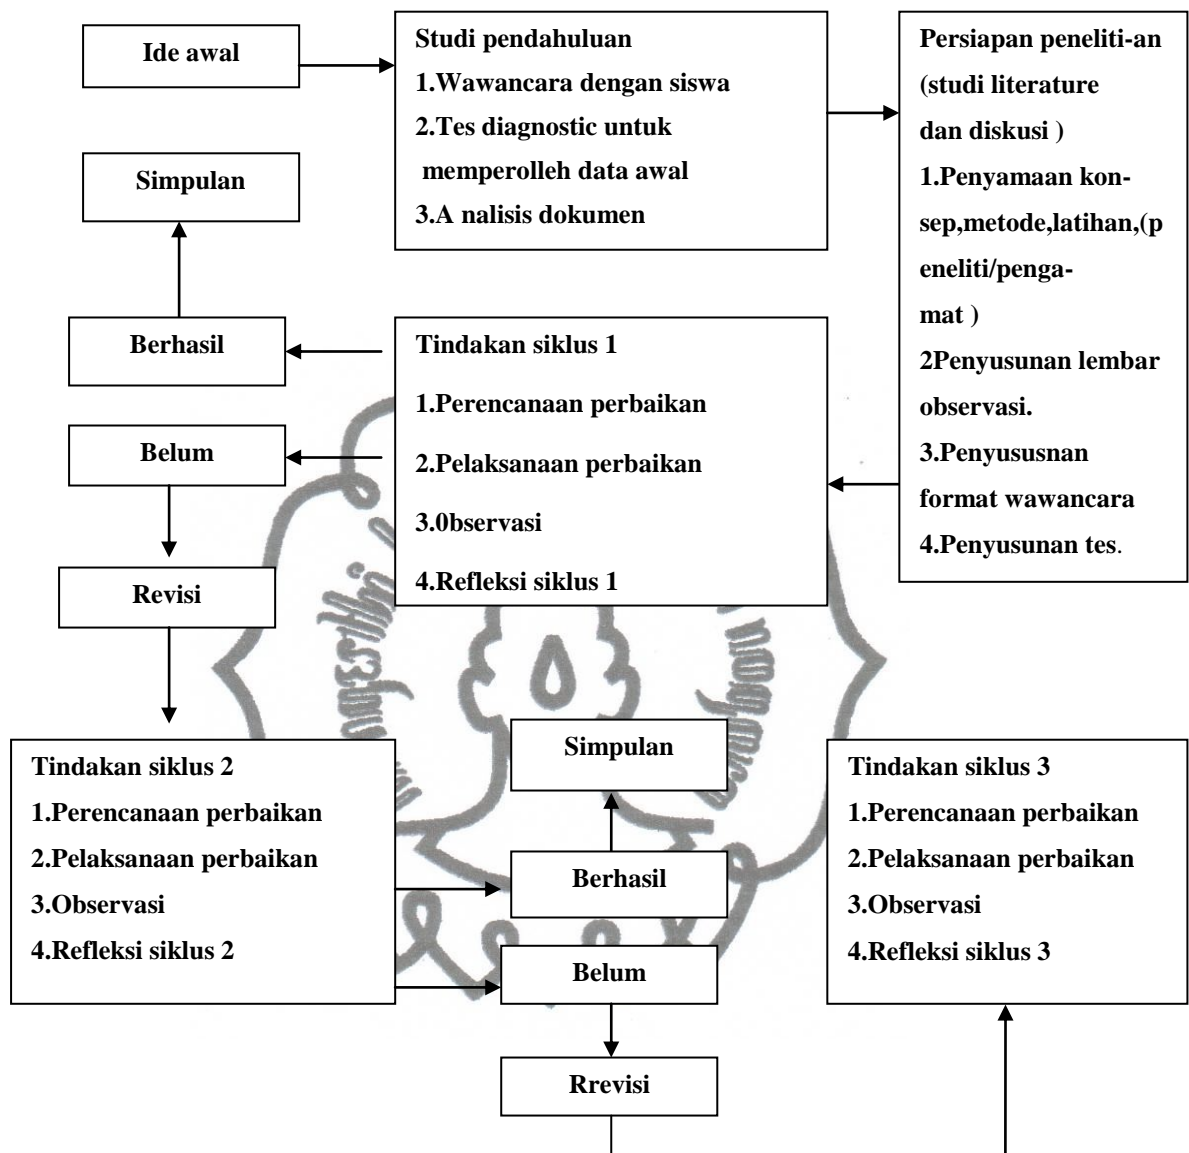 Ide awal
Studi pendahuluan
1.Wawancara dengan siswa
2.Tes diagnostic untuk
memperolleh data awal
3.A nalisis dokumen
Persiapan peneliti-an
(studi literature
dan diskusi )
1.Penyamaan kon-
sep,metode,latihan,(p
eneliti/penga-
mat )
2Penyusunan lembar
observasi.
3.Penyususnan
format wawancara
4.Penyusunan tes.
Simpulan
Berhasil
Belum
Revisi
Tindakan siklus 1
1.Perencanaan perbaikan
2.Pelaksanaan perbaikan
3.0bservasi
4.Refleksi siklus 1
Tindakan siklus 2
1.Perencanaan perbaikan
2.Pelaksanaan perbaikan
3.Observasi
4.Refleksi siklus 2
Simpulan
Berhasil
Belum
Rrevisi
Tindakan siklus 3
1.Perencanaan perbaikan
2.Pelaksanaan perbaikan
3.Observasi
4.Refleksi siklus 3